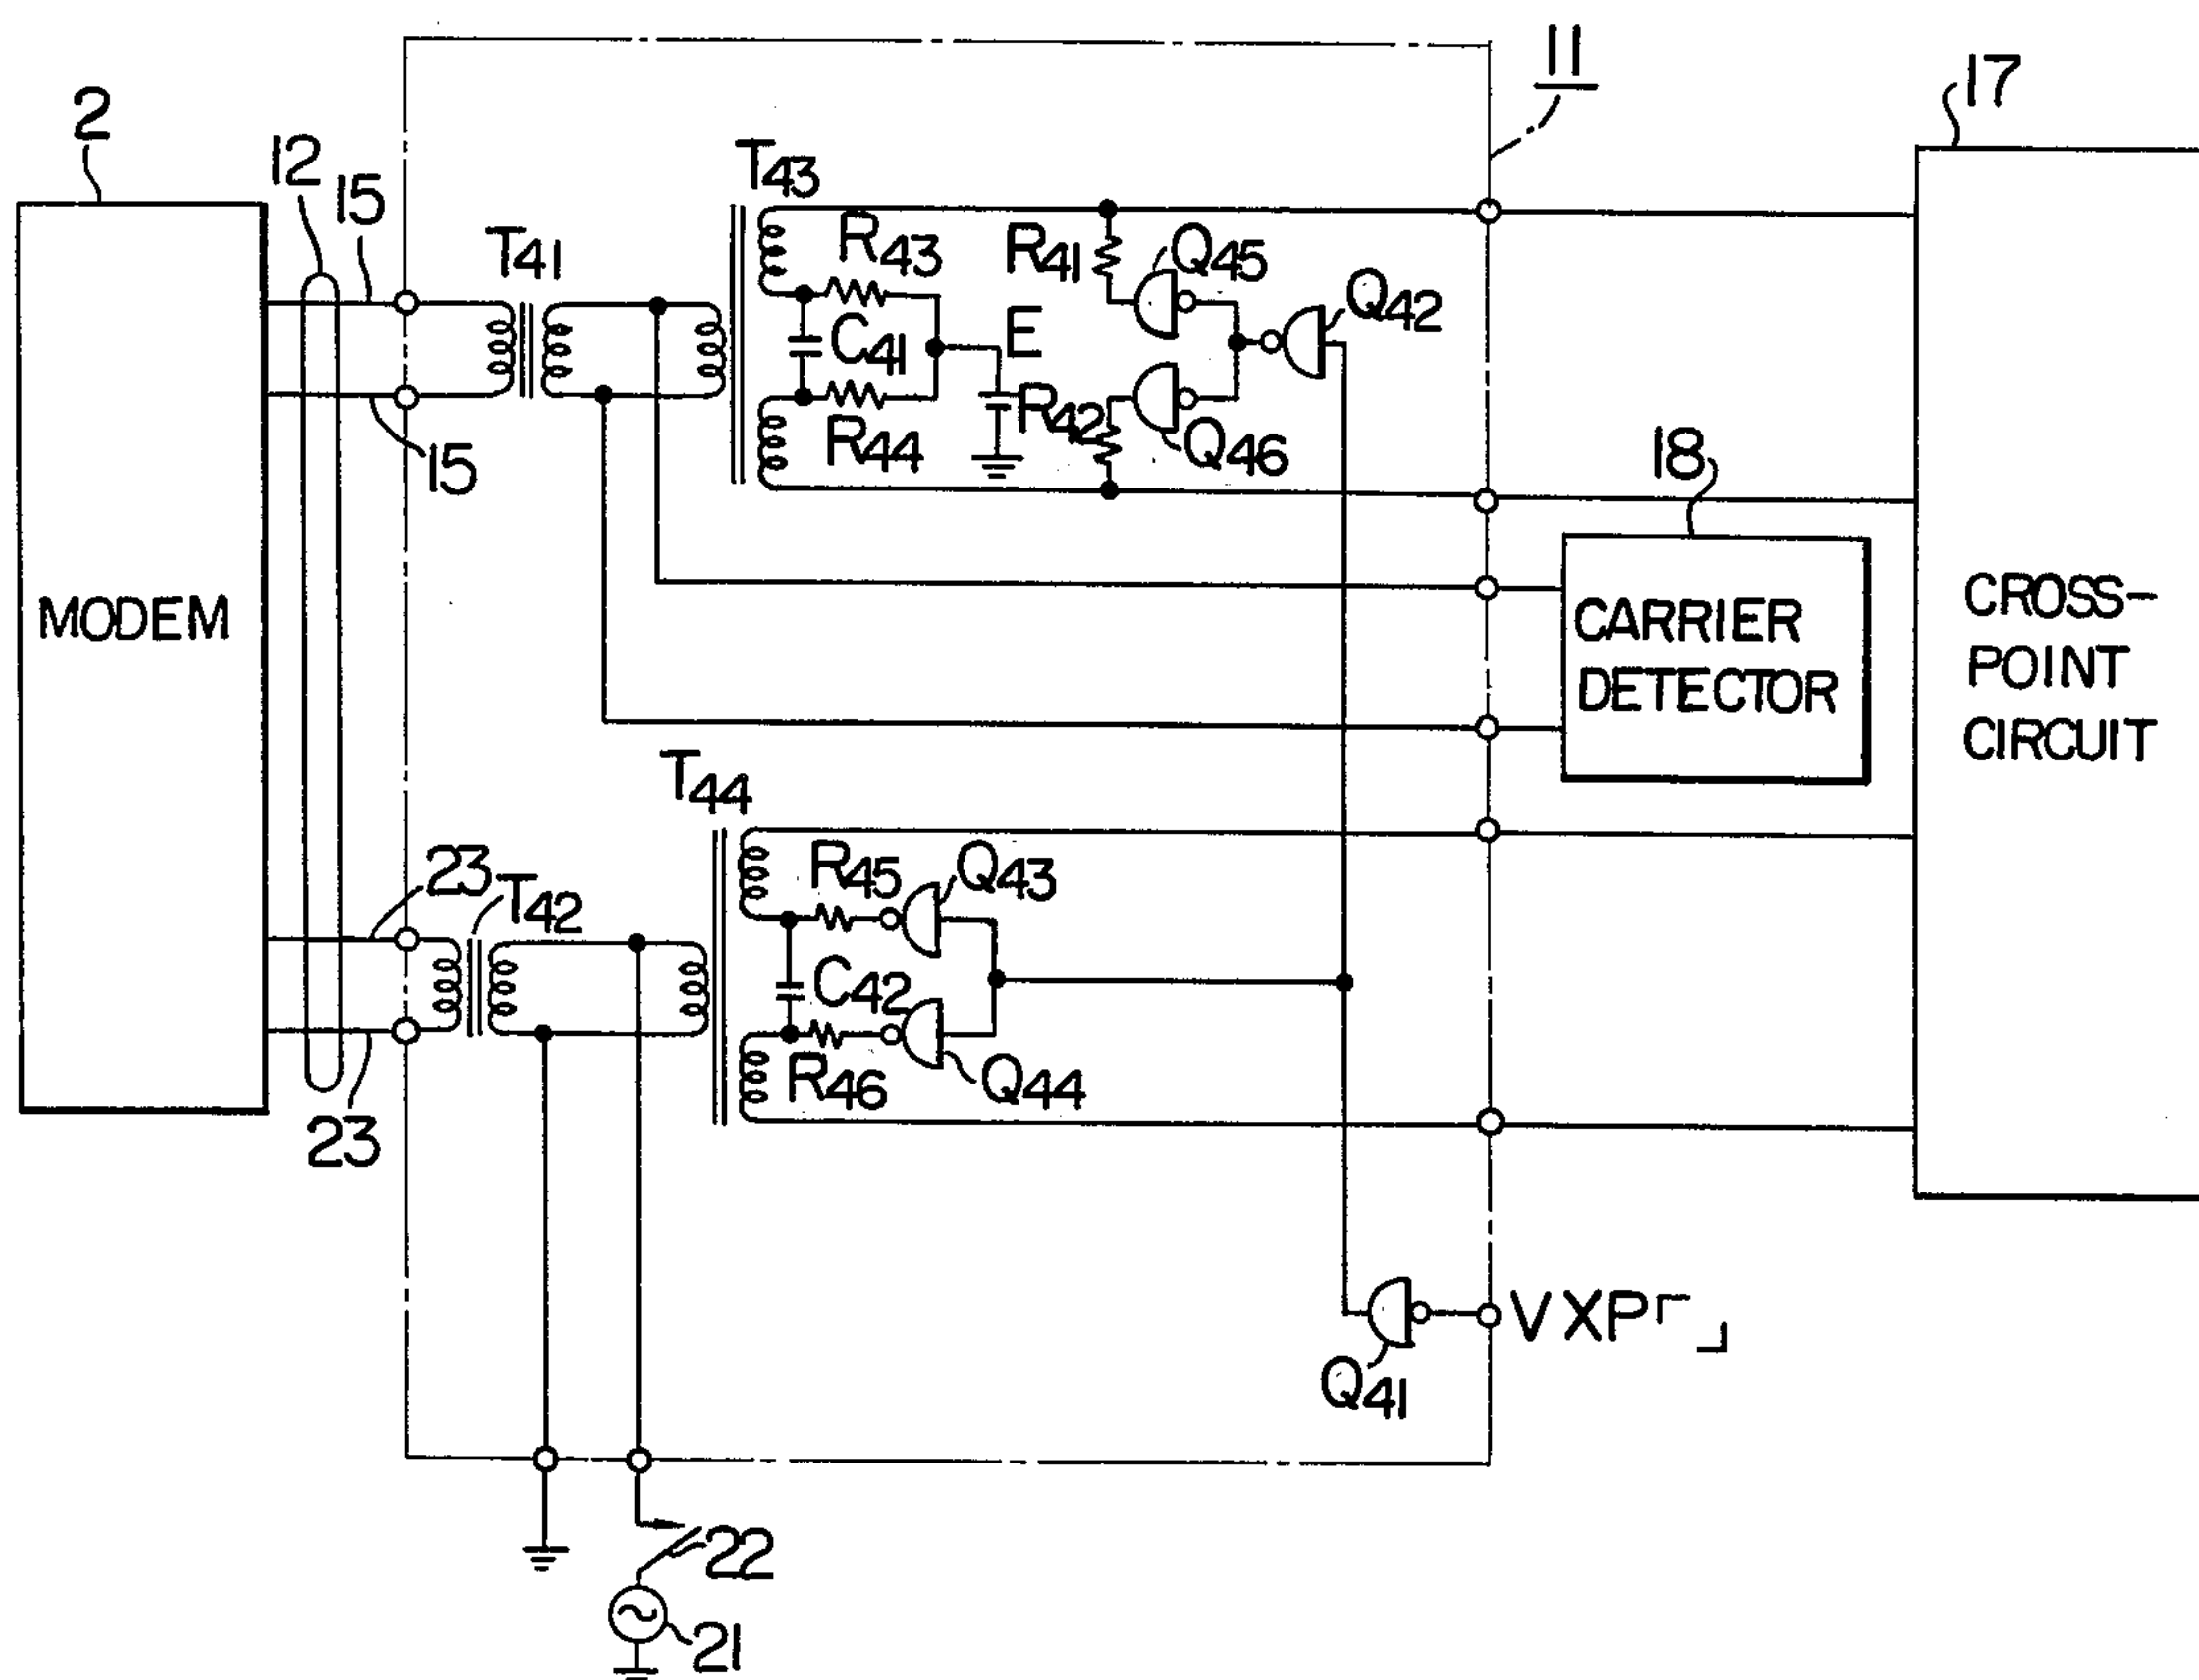 11
17
2
12
15
T43
T41
R43
R41
Q45
Q42
E
C41
R42
R44
Q46
15
18
MODEM
CARRIER
DETECTOR
CROSS-
POINT
CIRCUIT
T44
23
T42
R45
Q43
C42
R46
Q44
23
VXP
Q41
22
21